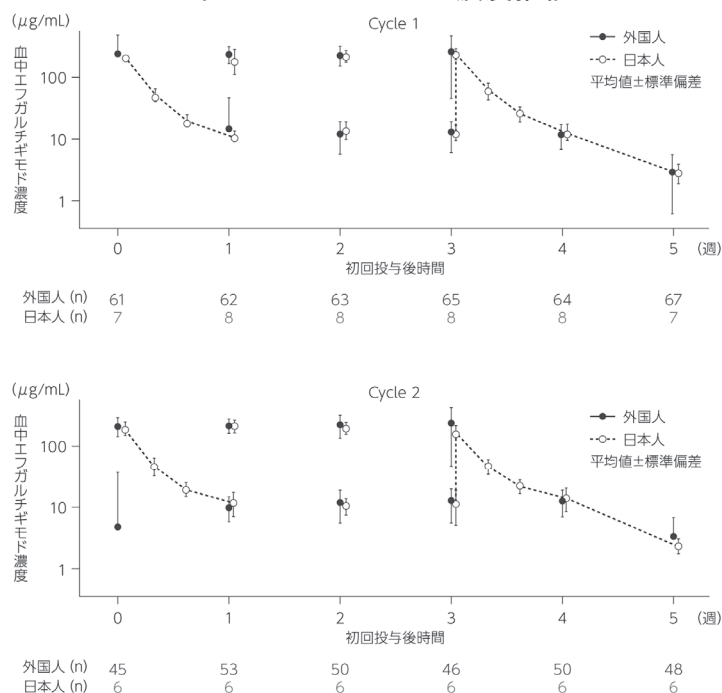 (μg/mL)
Cycle 1
外国人
日本人
平均値±標準偏差
血中エフガルチギモド濃度
100
10
1
0 1 2 3 4 5 (週)
初回投与後時間
外国人 (n) 61 62 63 65 64 67
日本人 (n) 7 8 8 8 8 7
(μg/mL)
Cycle 2
外国人
日本人
平均値±標準偏差
血中エフガルチギモド濃度
100
10
1
0 1 2 3 4 5 (週)
初回投与後時間
外国人 (n) 45 53 50 46 50 48
日本人 (n) 6 6 6 6 6 6